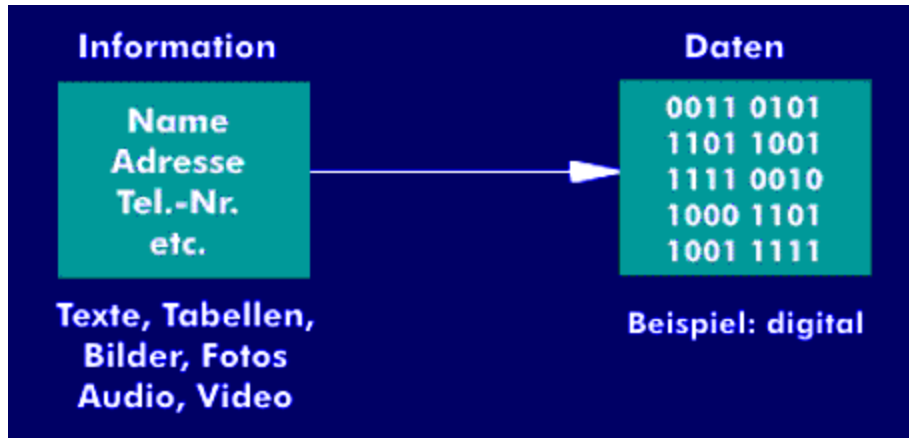 Information
Name
Adresse
Tel.-Nr.
etc.
Texte, Tabellen,
Bilder, Fotos
Audio, Video
Daten
0011 0101
1101 1001
1111 0010
1000 1101
1001 1111
Beispiel: digital